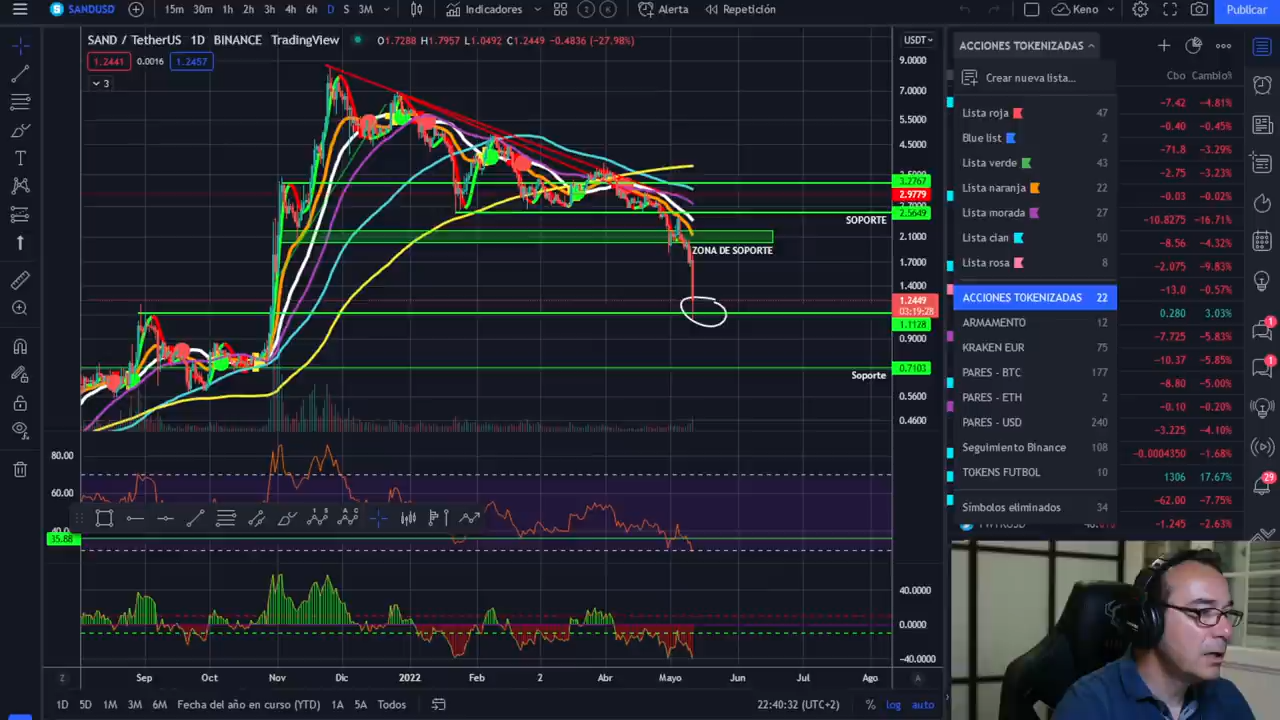 SANDUSD 15m 30m 1h 2h 3h 4h 6h D S 3M Indicadores Alerta Repetición Keno Publicar
SAND / TetherUS 1D BINANCE TradingView O1.7288 H1.7957 L1.0492 C1.2449 -0.4836 (-27.98%) USDT
1.2441 0.0016 1.2457
3
9.0000
7.0000
5.5000
4.5000
3.2767
2.9779
2.5649
SOPORTE
2.1000
ZONA DE SOPORTE
1.7000
1.4000
1.2449
03:19:28
1.1128
0.9000
0.7103
Soporte
0.5600
0.4600
80.00
60.00
35.88
40.0000
0.0000
-40.0000
Sep Oct Nov Dic 2022 Feb 2 Abr Mayo Jun Jul Ago
1D 5D 1M 3M 6M Fecha del año en curso (YTD) 1A 5A Todos 22:40:32 (UTC+2) % log auto
ACCIONES TOKENIZADAS
Cbo Cambio%
Crear nueva lista...
Lista roja 47
Blue list 2
Lista verde 43
Lista naranja 22
Lista morada 27
Lista cian 50
Lista rosa 8
ACCIONES TOKENIZADAS 22
ARMAMENTO 12
KRAKEN EUR 75
PARES - BTC 177
PARES - ETH 2
PARES - USD 240
Seguimiento Binance 108
TOKENS FUTBOL 10
Símbolos eliminados 34
-7.42 -4.81%
-0.40 -0.45%
-71.8 -3.29%
-2.75 -3.23%
-0.03 -0.02%
-10.8275 -16.71%
-8.56 -4.32%
-2.075 -9.83%
-13.0 -0.57%
0.280 3.03%
-7.725 -5.83%
-10.37 -5.85%
-8.80 -5.00%
-0.10 -0.20%
-3.225 -4.10%
-0.0004350 -1.68%
1306 17.67%
-62.00 -7.75%
-1.245 -2.63%
1
1
29